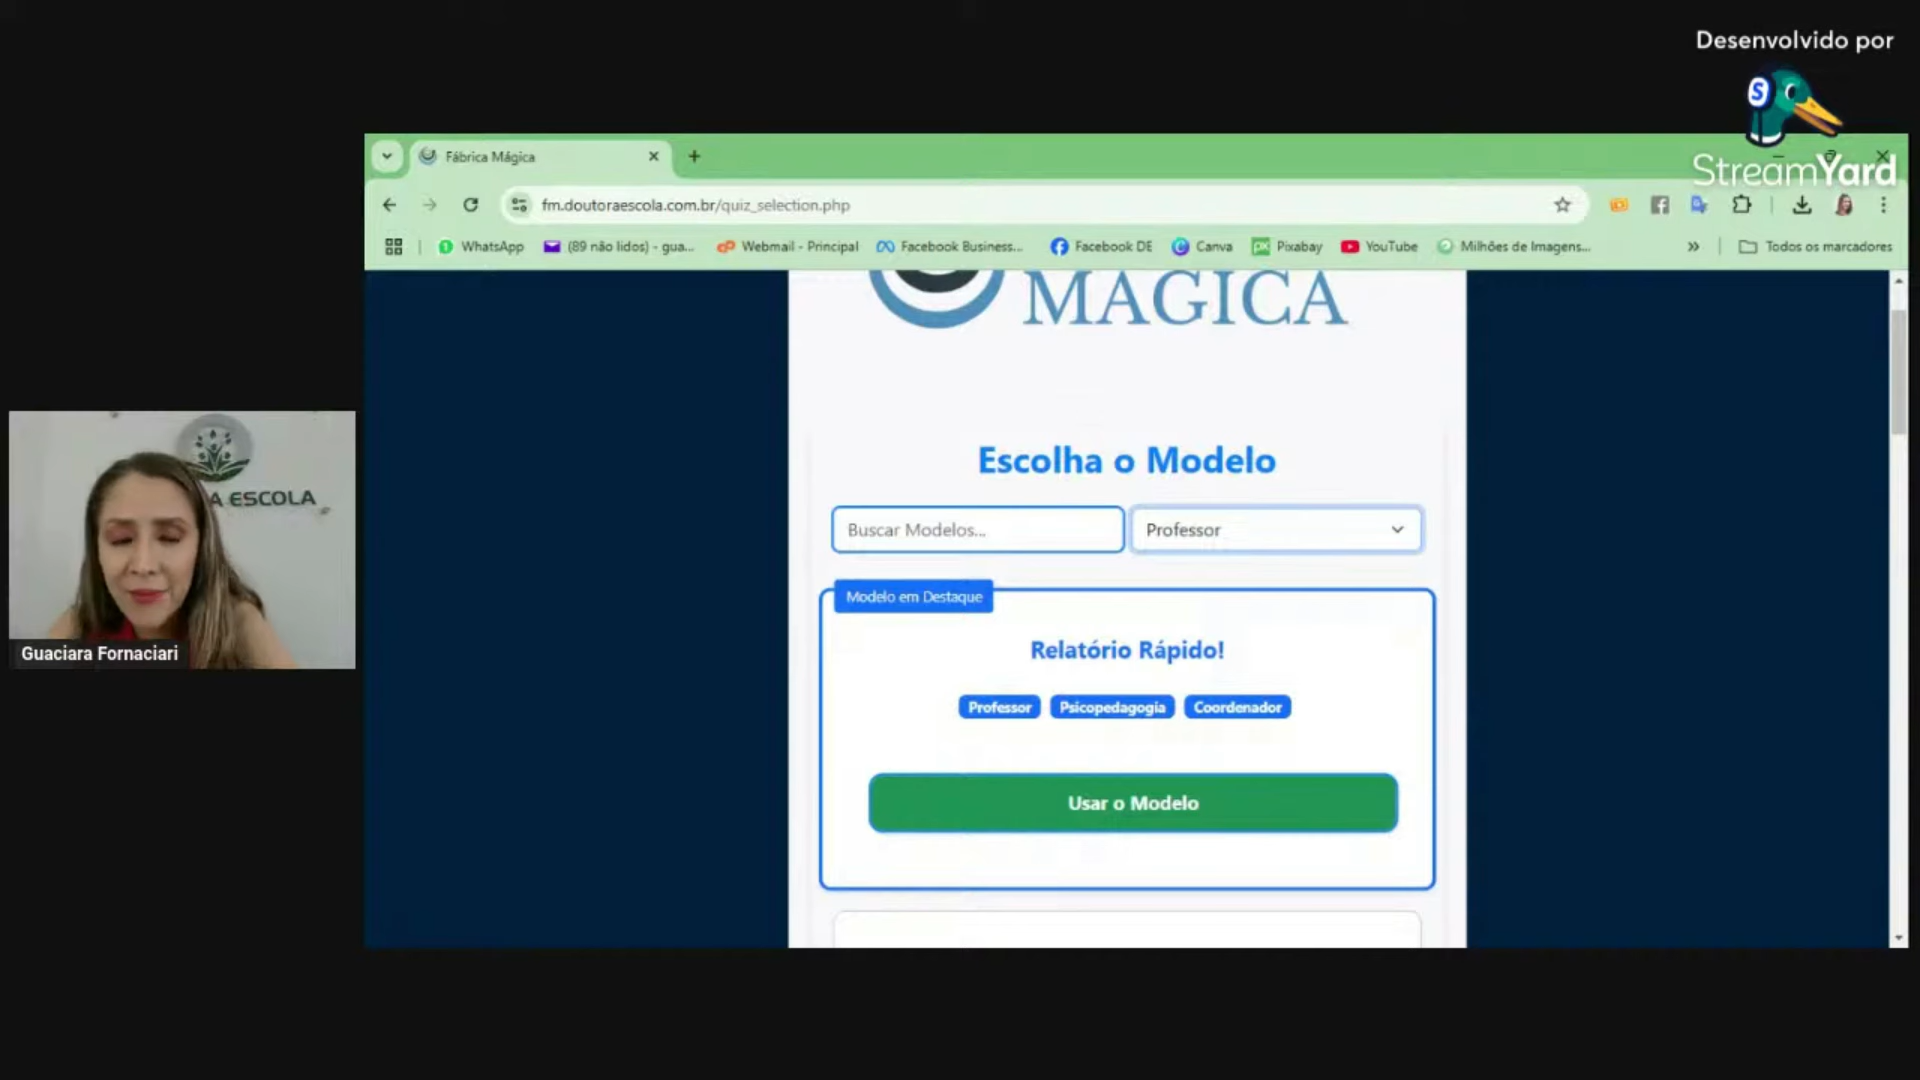 Desenvolvido por
StreamYard
Fábrica Mágica
fm.doutoraescola.com.br/quiz_selection.php
WhatsApp
(89 não lidos) - gua...
Webmail - Principal
Facebook Business...
Facebook DE
Canva
Pixabay
YouTube
Milhões de Imagens...
Todos os marcadores
MÁGICA
Escolha o Modelo
Buscar Modelos...
Professor
Modelo em Destaque
Relatório Rápido!
Professor
Psicopedagogia
Coordenador
Usar o Modelo
A ESCOLA
Guaciara Fornaciari